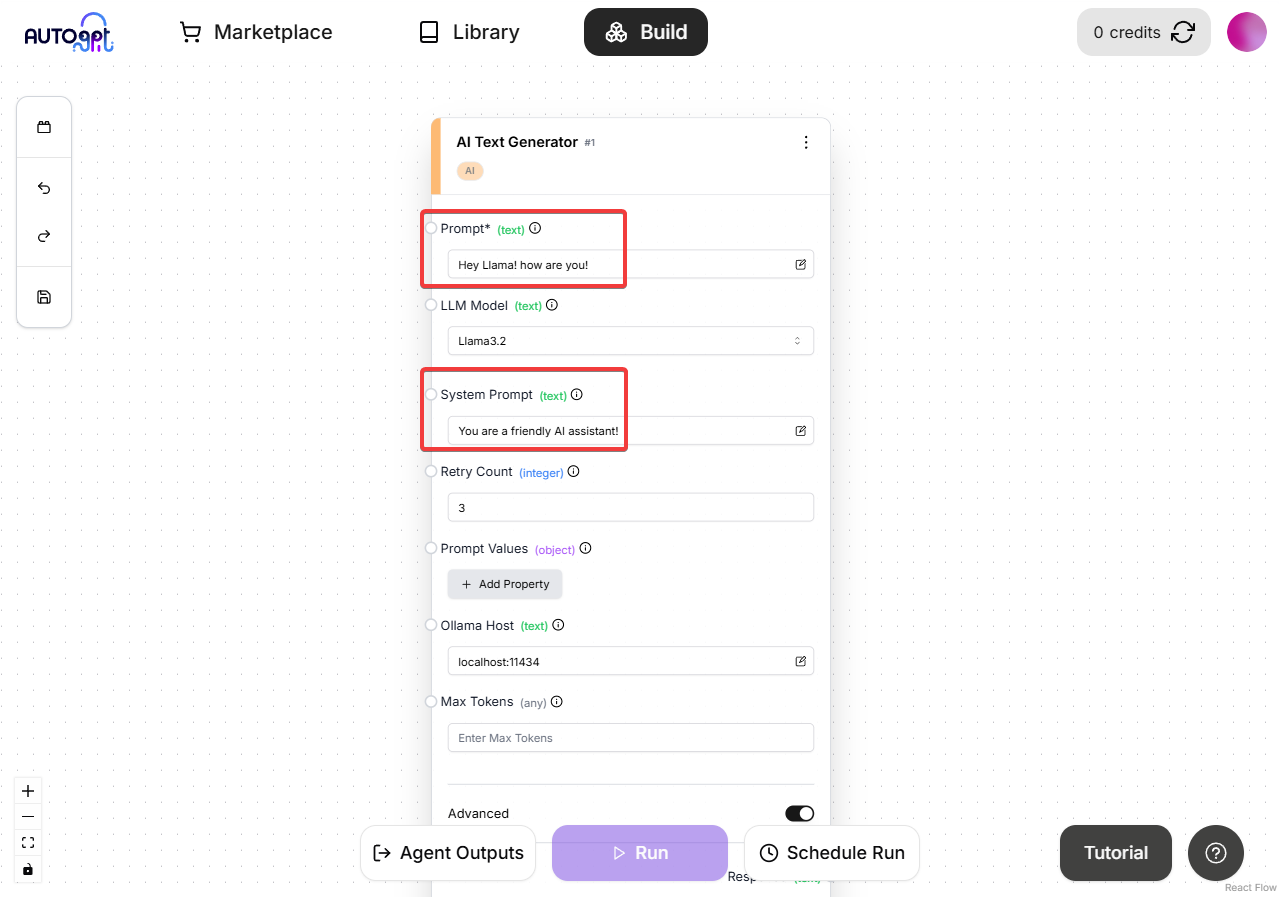 AUTOgpt
Marketplace
Library
Build
0 credits
AI Text Generator #1
AI
Prompt* (text)
Hey Llama! how are you!
LLM Model (text)
Llama3.2
System Prompt (text)
You are a friendly AI assistant!
Retry Count (integer)
3
Prompt Values (object)
Add Property
Ollama Host (text)
localhost:11434
Max Tokens (any)
Enter Max Tokens
Advanced
Agent Outputs
Run
Schedule Run
Tutorial
React Flow